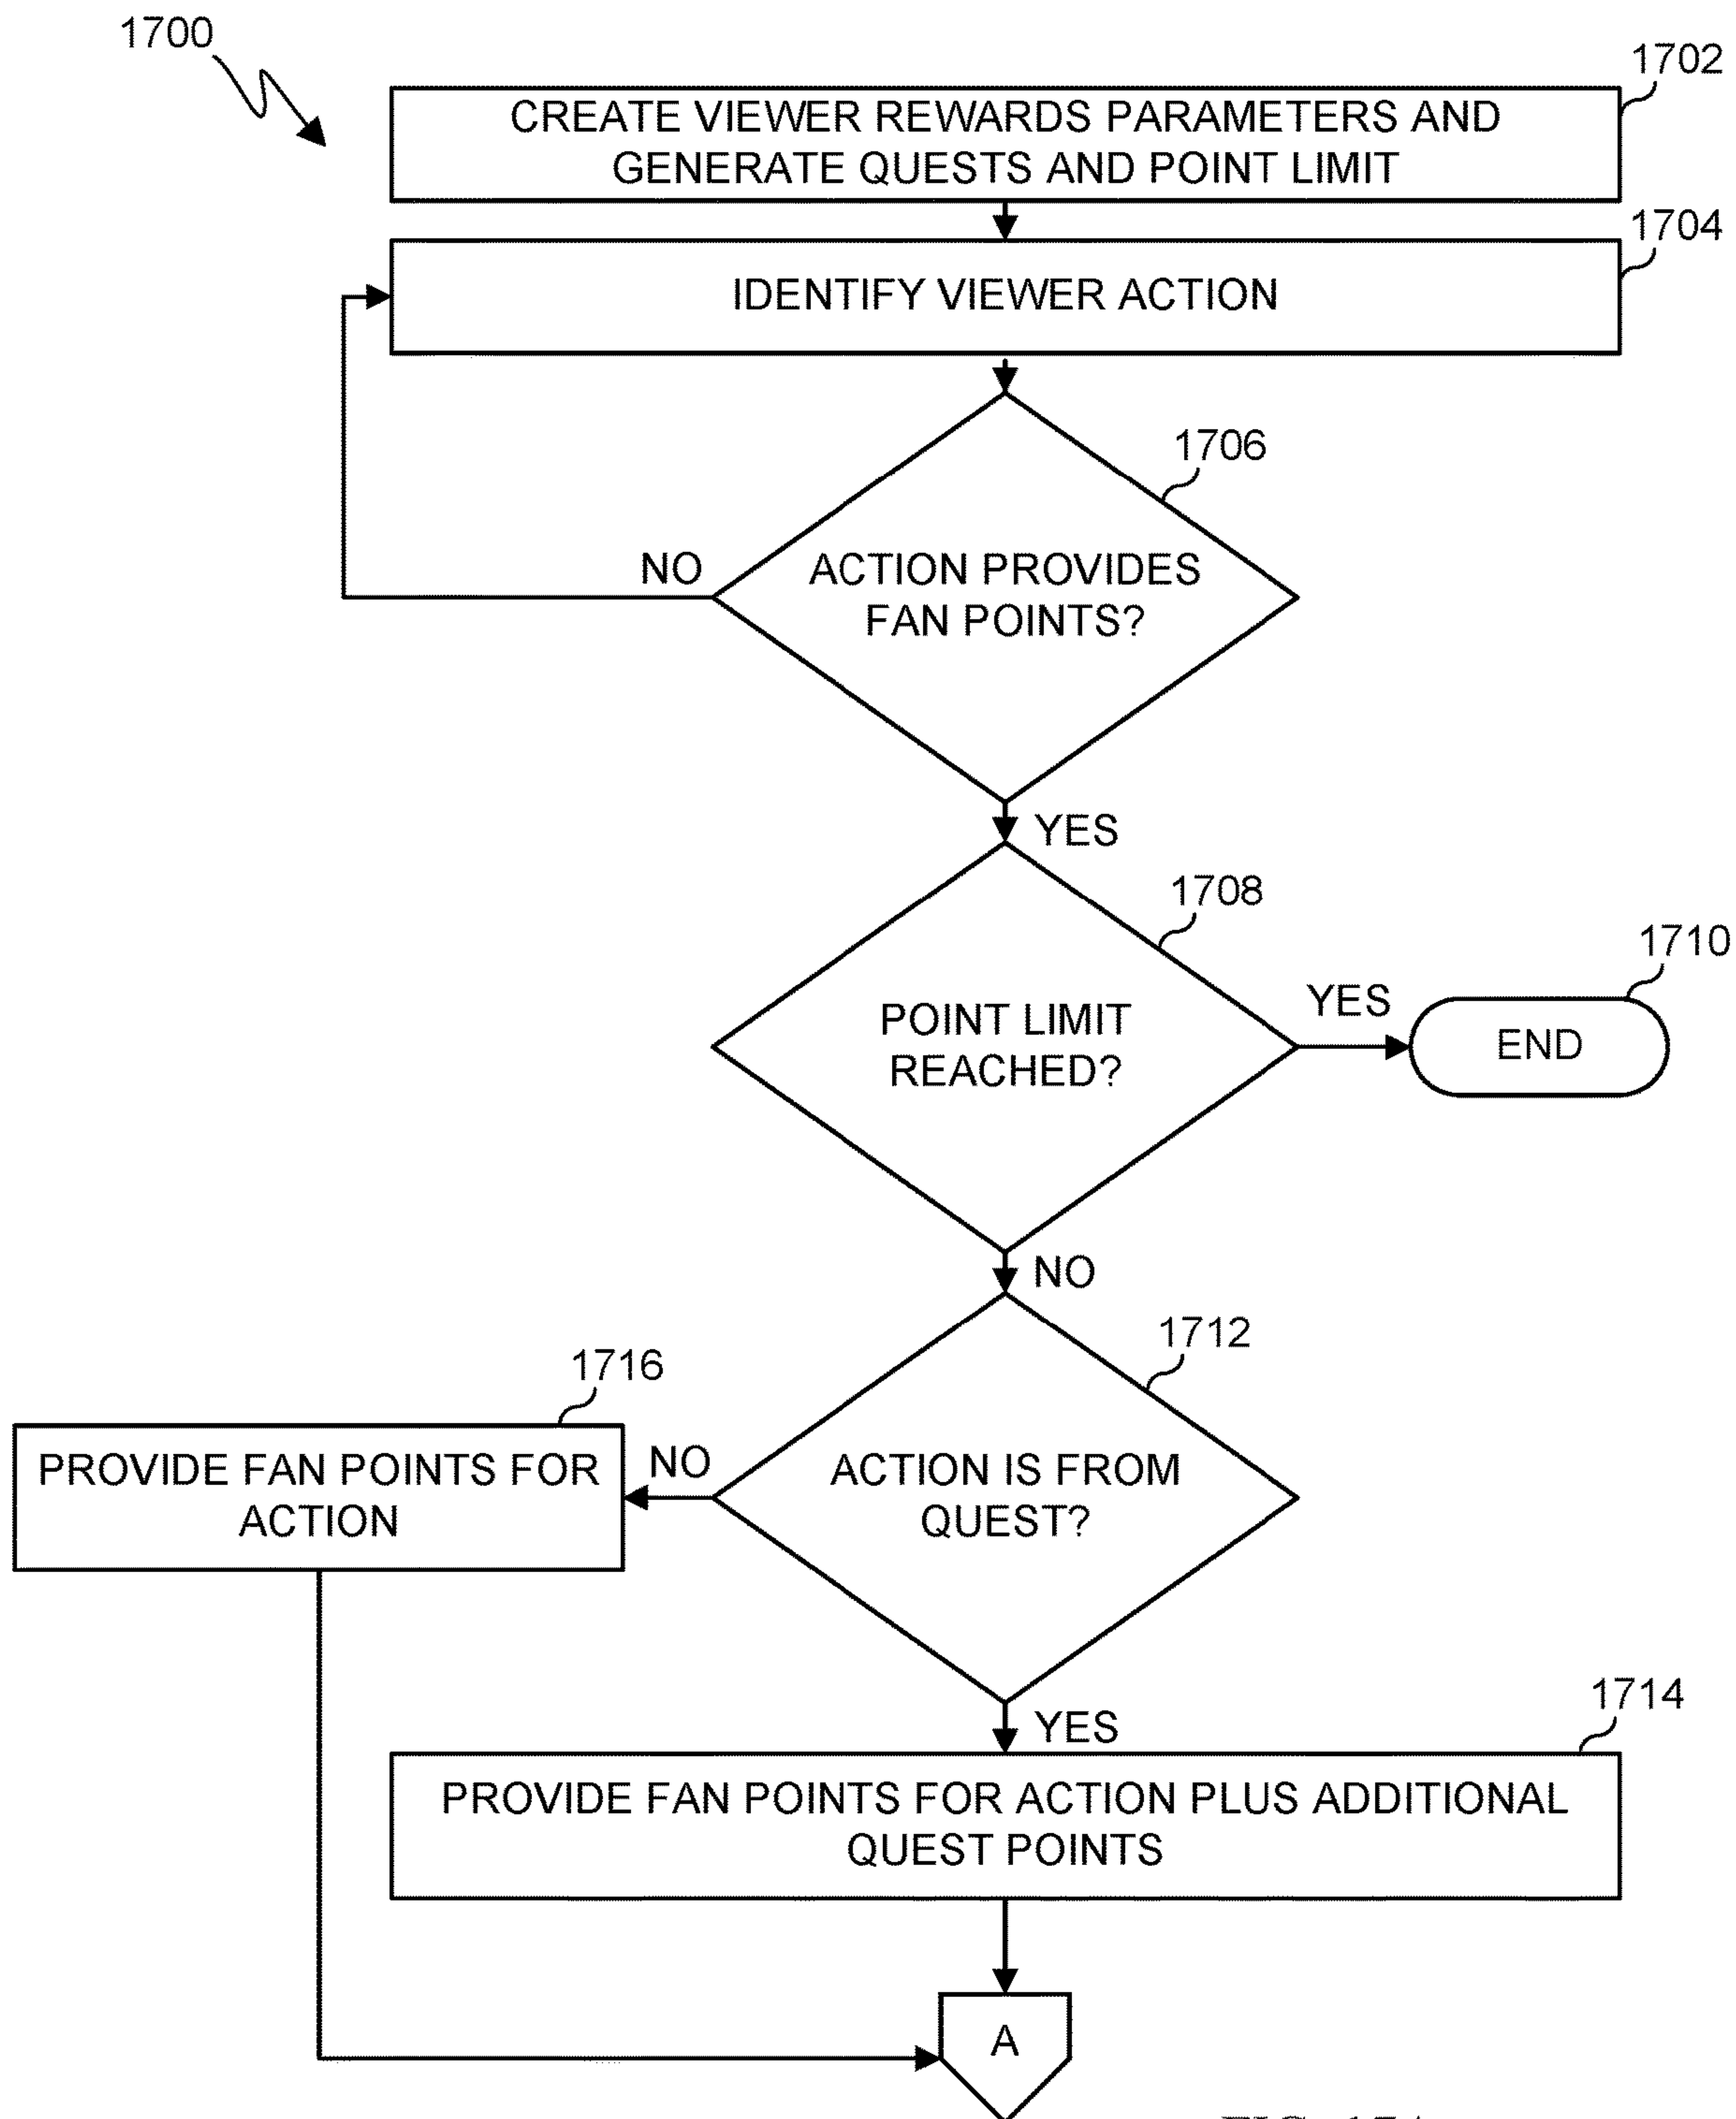 1700
1702
CREATE VIEWER REWARDS PARAMETERS AND
GENERATE QUESTS AND POINT LIMIT
1704
IDENTIFY VIEWER ACTION
1706
NO
ACTION PROVIDES
FAN POINTS?
YES
1708
1710
POINT LIMIT
REACHED?
YES
END
NO
1712
1716
PROVIDE FAN POINTS FOR
ACTION
NO
ACTION IS FROM
QUEST?
1714
YES
PROVIDE FAN POINTS FOR ACTION PLUS ADDITIONAL
QUEST POINTS
A